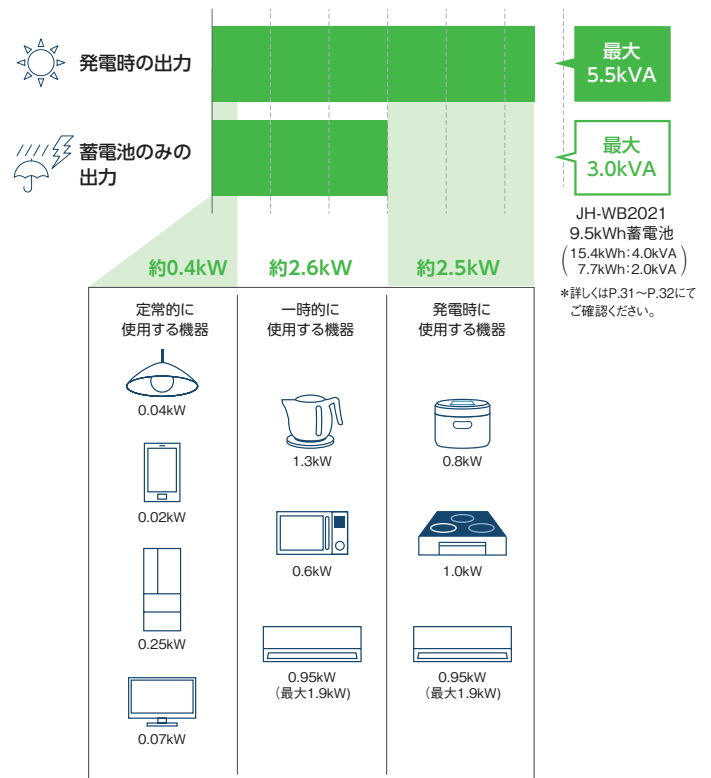 発電時の出力
最大
5.5kVA
蓄電池のみの
出力
最大
3.0kVA
JH-WB2021
9.5kWh蓄電池
(15.4kWh:4.0kVA
7.7kWh:2.0kVA)
*詳しくはP.31〜P.32にて
ご確認ください。
約0.4kW
約2.6kW
約2.5kW
定常的に
使用する機器
0.04kW
0.02kW
0.25kW
0.07kW
一時的に
使用する機器
1.3kW
0.6kW
0.95kW
(最大1.9kW)
発電時に
使用する機器
0.8kW
1.0kW
0.95kW
(最大1.9kW)